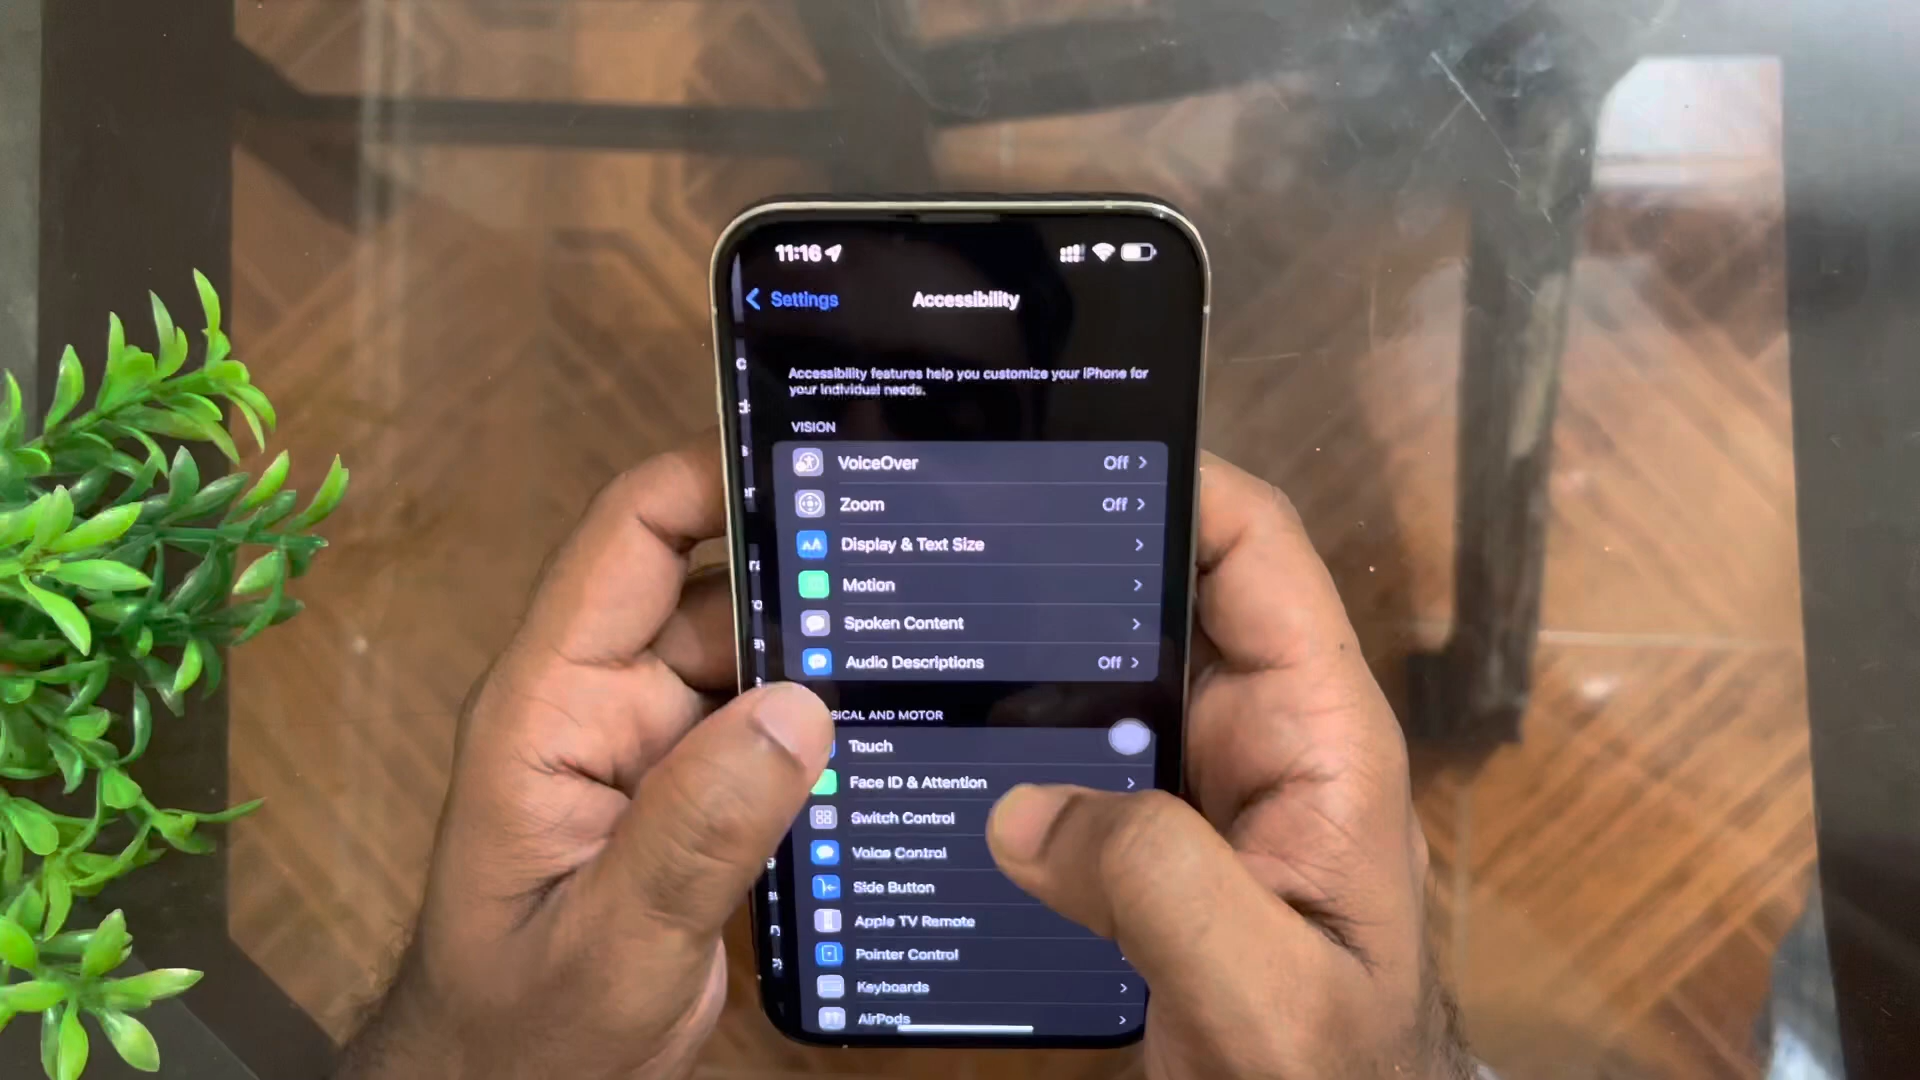 11:16
Settings
Accessibility
Accessibility features help you customize your iPhone for
your individual needs.
VISION
VoiceOver Off
Zoom Off
Display & Text Size
Motion
Spoken Content
Audio Descriptions Off
SICAL AND MOTOR
Touch
Face ID & Attention
Switch Control
Voice Control
Side Button
Apple TV Remote
Pointer Control
Keyboards
AirPods